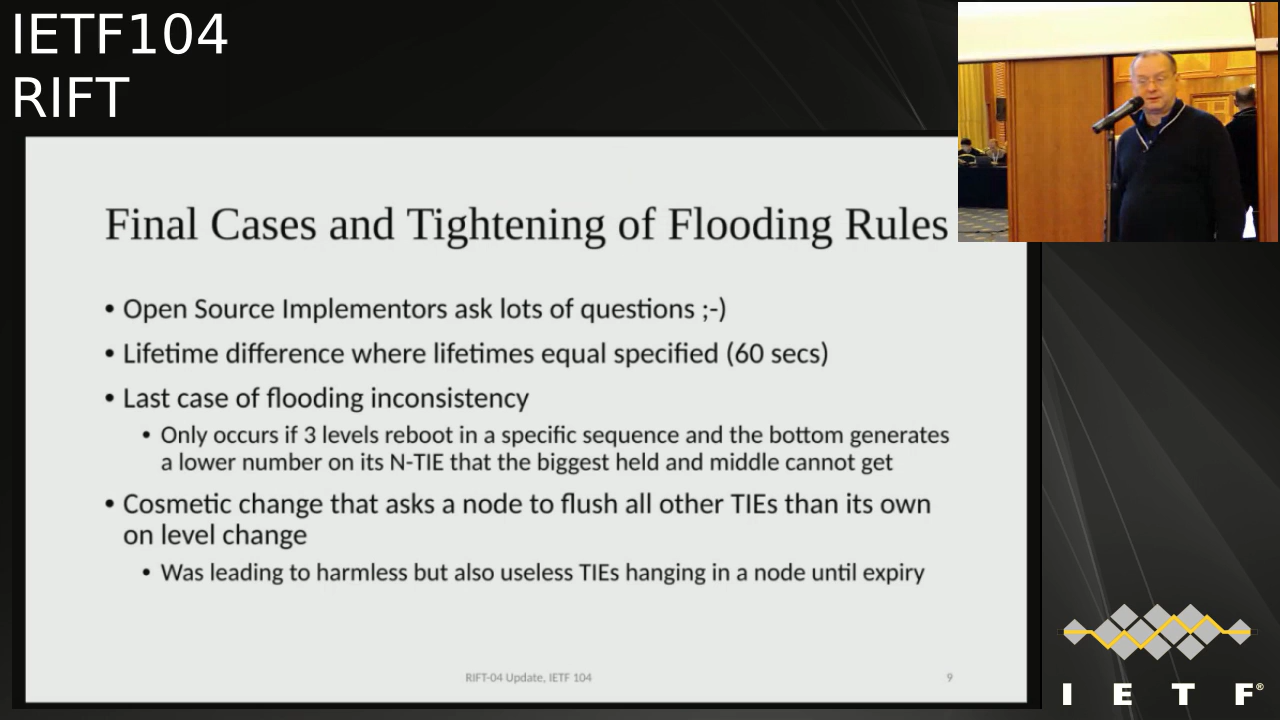 IETF104
RIFT
Final Cases and Tightening of Flooding Rules
• Open Source Implementors ask lots of questions ;-)
• Lifetime difference where lifetimes equal specified (60 secs)
• Last case of flooding inconsistency
• Only occurs if 3 levels reboot in a specific sequence and the bottom generates
a lower number on its N-TIE that the biggest held and middle cannot get
• Cosmetic change that asks a node to flush all other TIEs than its own
on level change
• Was leading to harmless but also useless TIEs hanging in a node until expiry
RIFT-04 Update, IETF 104
9
I E T F®